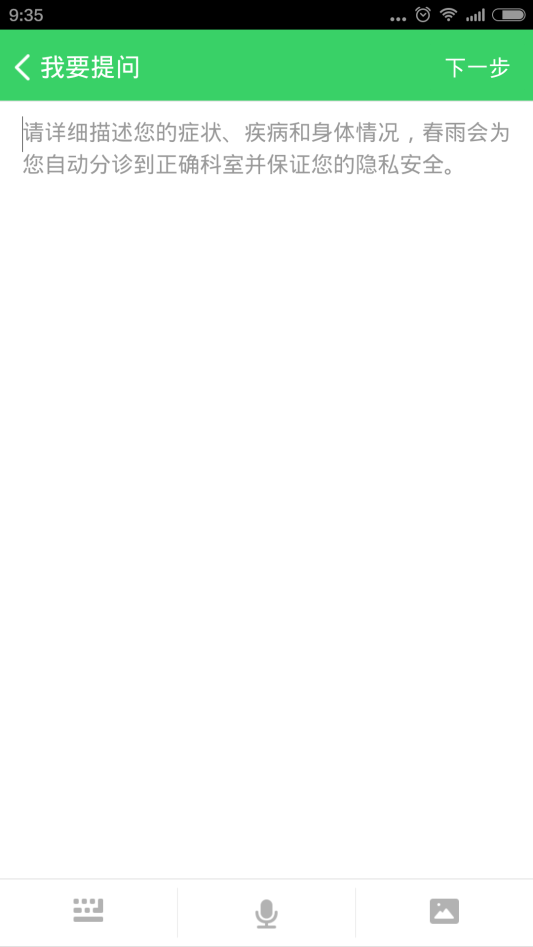 9:35
我要提问
下一步
请详细描述您的症状、疾病和身体情况，春雨会为
您自动分诊到正确科室并保证您的隐私安全。